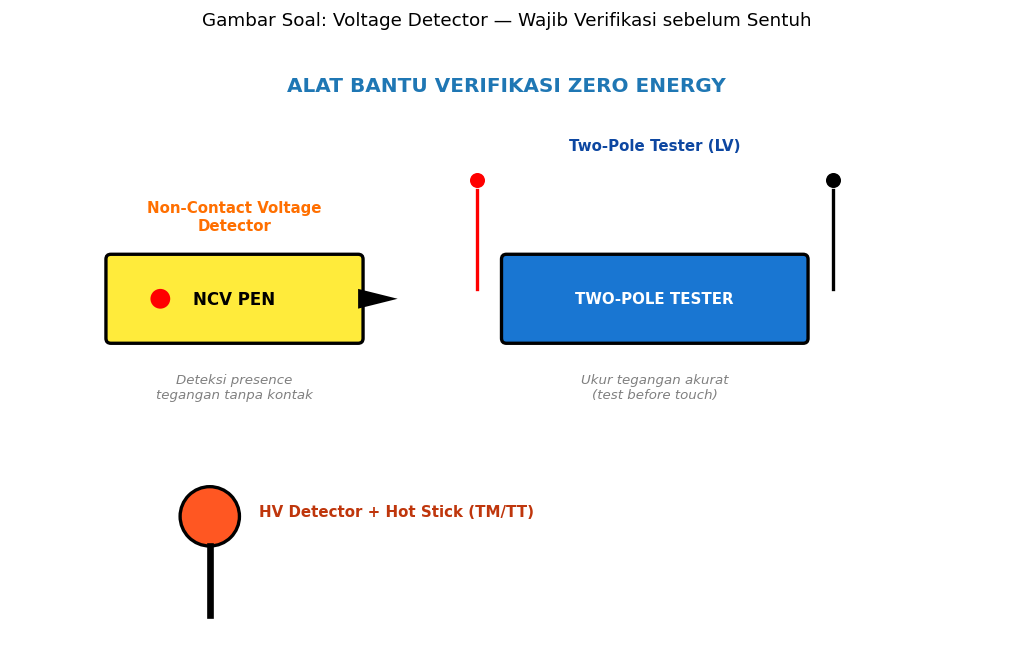 Gambar Soal: Voltage Detector — Wajib Verifikasi sebelum Sentuh
ALAT BANTU VERIFIKASI ZERO ENERGY
Two-Pole Tester (LV)
Non-Contact Voltage
Detector
NCV PEN
TWO-POLE TESTER
Deteksi presence
tegangan tanpa kontak
Ukur tegangan akurat
(test before touch)
HV Detector + Hot Stick (TM/TT)